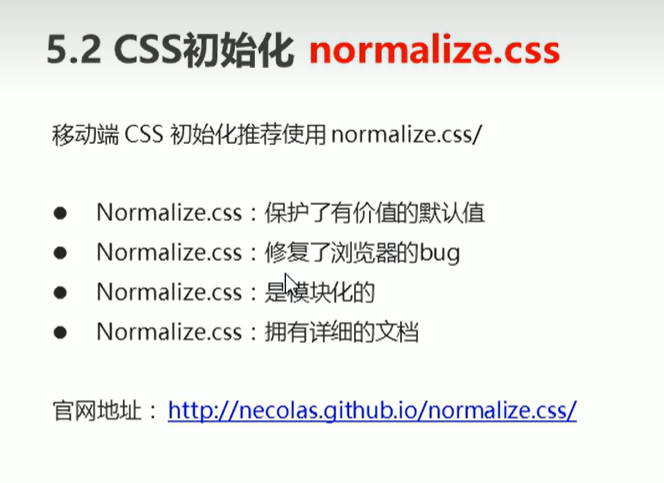 5.2 CSS初始化 normalize.css
移动端 CSS 初始化推荐使用 normalize.css/
● Normalize.css：保护了有价值的默认值
● Normalize.css：修复了浏览器的bug
● Normalize.css：是模块化的
● Normalize.css：拥有详细的文档
官网地址： http://necolas.github.io/normalize.css/